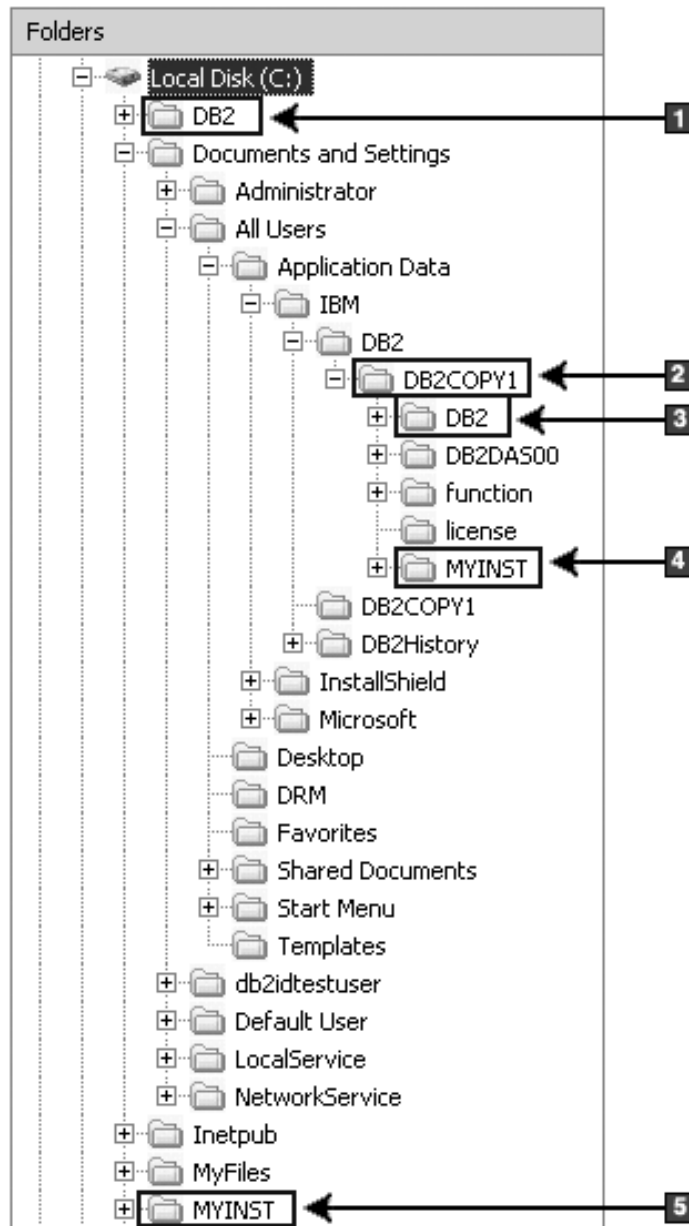 Folders
Local Disk (C:)
DB2 1
Documents and Settings
Administrator
All Users
Application Data
IBM
DB2
DB2COPY1 2
DB2 3
DB2DAS00
function
license
MYINST 4
DB2COPY1
DB2History
InstallShield
Microsoft
Desktop
DRM
Favorites
Shared Documents
Start Menu
Templates
db2idtestuser
Default User
LocalService
NetworkService
Inetpub
MyFiles
MYINST 5